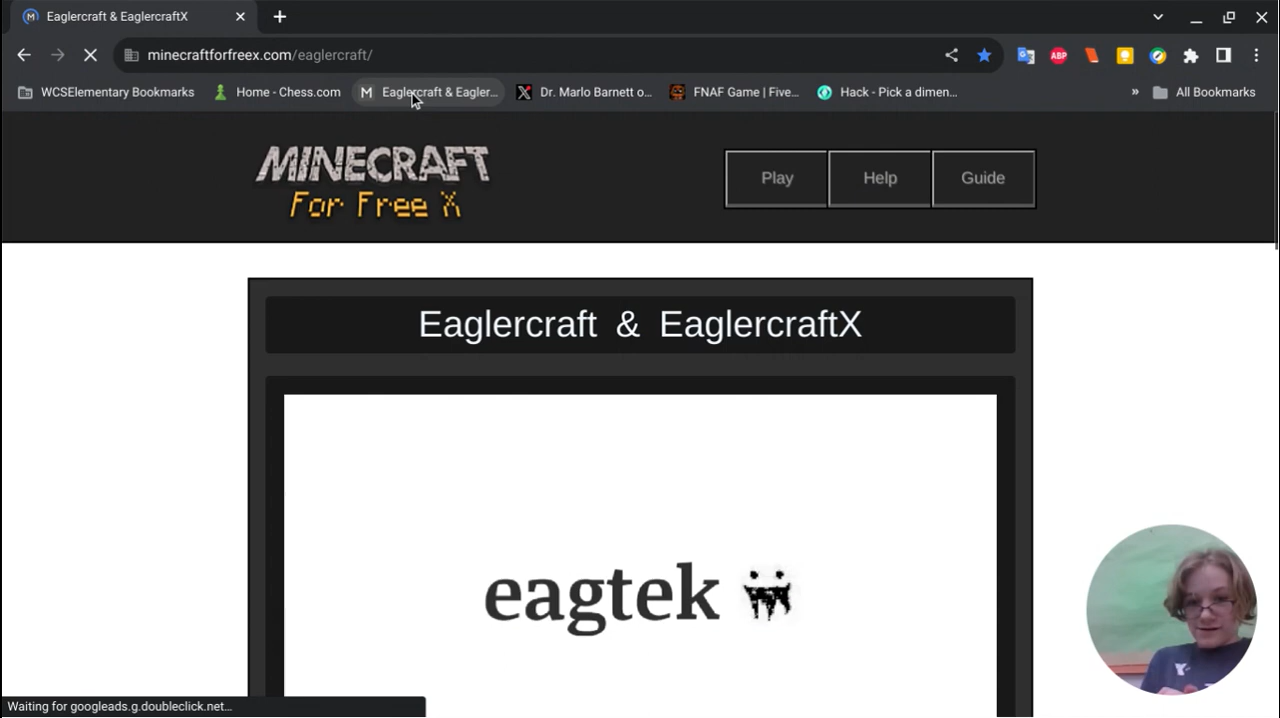 Eaglercraft & EaglercraftX
minecraftforfreex.com/eaglercraft/
ABP
WCSElementary Bookmarks
Home - Chess.com
M Eaglercraft & Eagler...
Dr. Marlo Barnett o...
FNAF Game | Five...
Hack - Pick a dimen...
» All Bookmarks
MINECRAFT
For Free X
Play
Help
Guide
Eaglercraft & EaglercraftX
eagtek
Waiting for googleads.g.doubleclick.net...